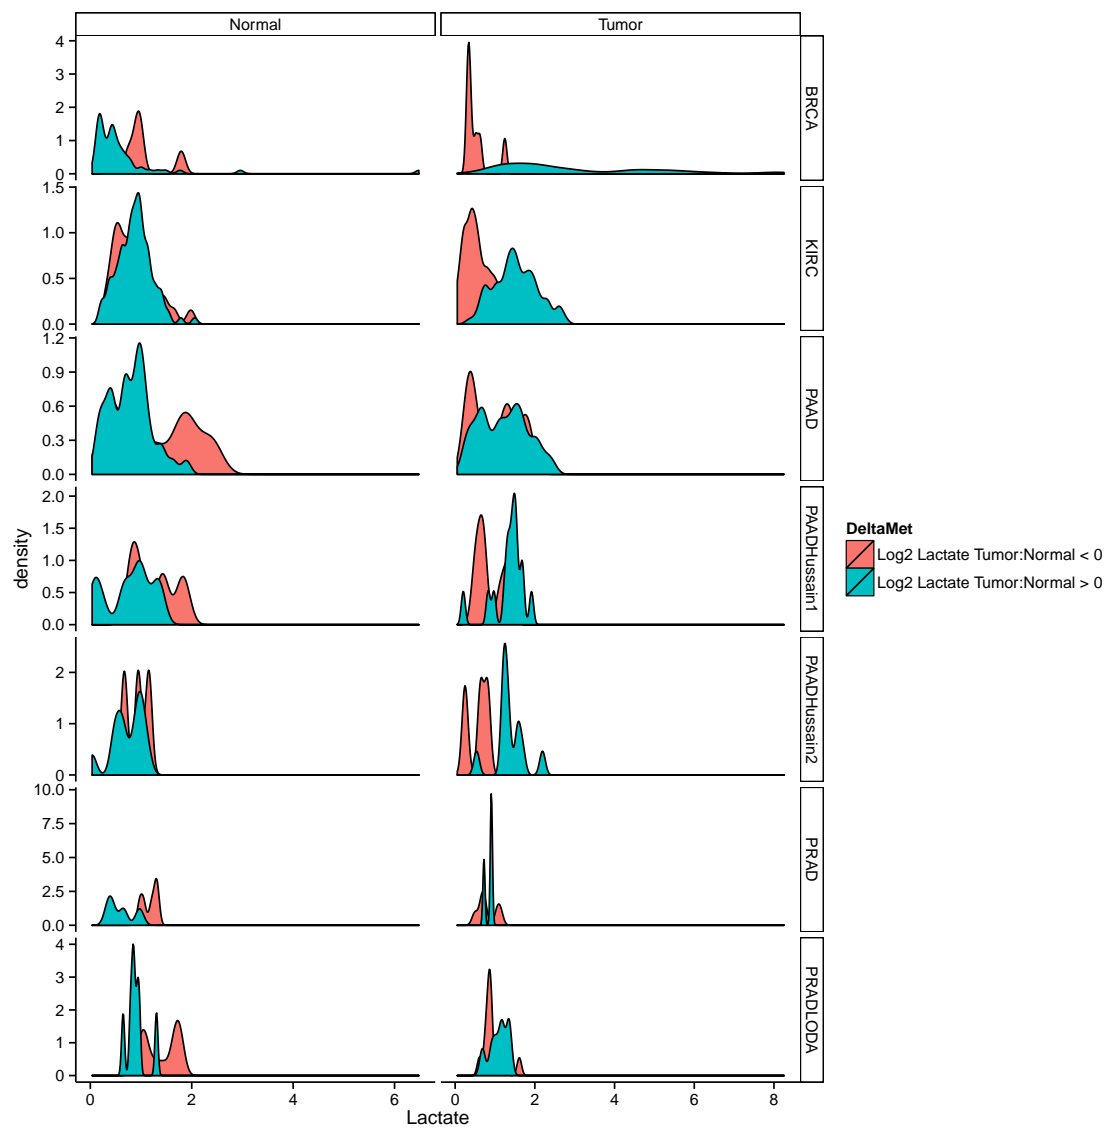 Normal
Tumor
4
3
2
1
0
BRCA
1.5
1.0
0.5
0.0
KIRC
1.2
0.9
0.6
0.3
0.0
PAAD
2.0
1.5
1.0
0.5
0.0
PAADHussain1
2
1
0
PAADHussain2
10.0
7.5
5.0
2.5
0.0
PRAD
4
3
2
1
0
PRADLODA
density
0 2 4 6
0 2 4 6 8
Lactate
DeltaMet
Log2 Lactate Tumor:Normal < 0
Log2 Lactate Tumor:Normal > 0